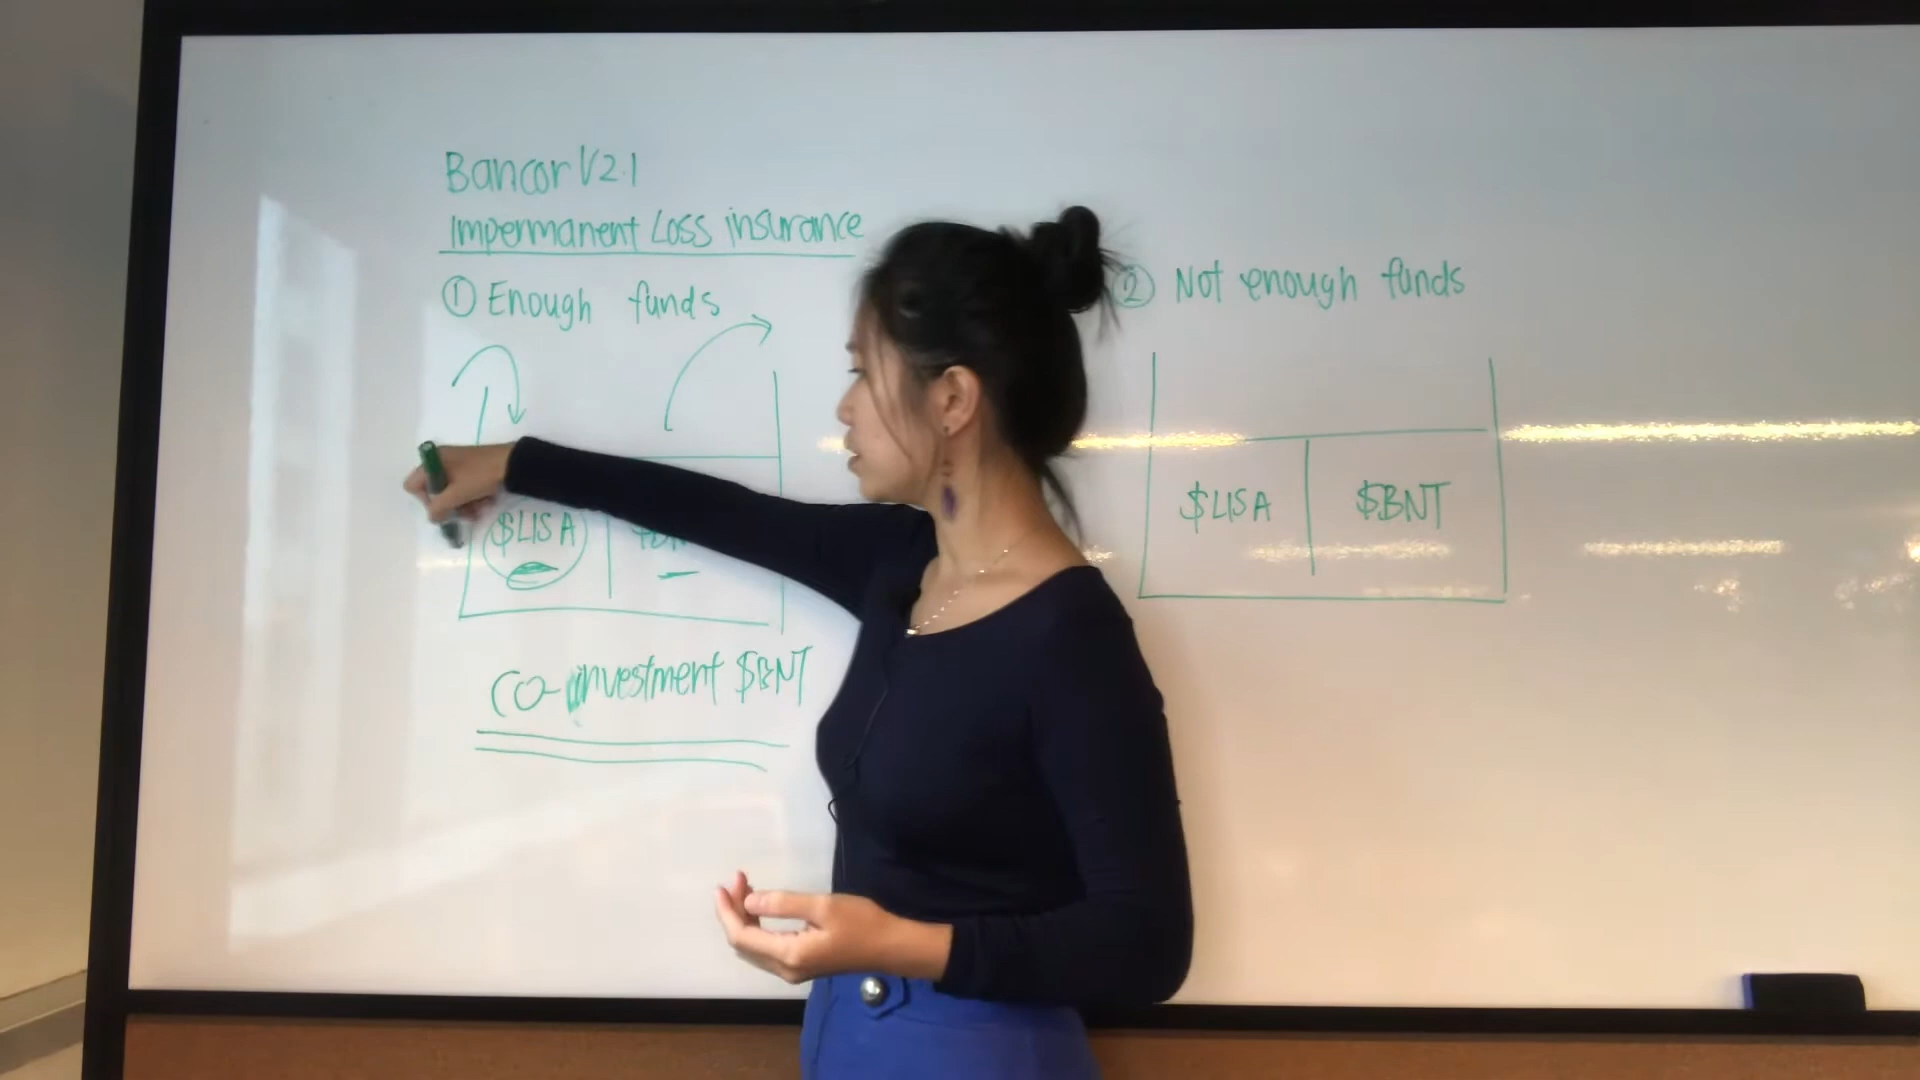 Bancor V2.1
Impermanent Loss insurance
① Enough funds
$LISA
co-investment $BNT
② Not enough funds
$LISA
$BNT